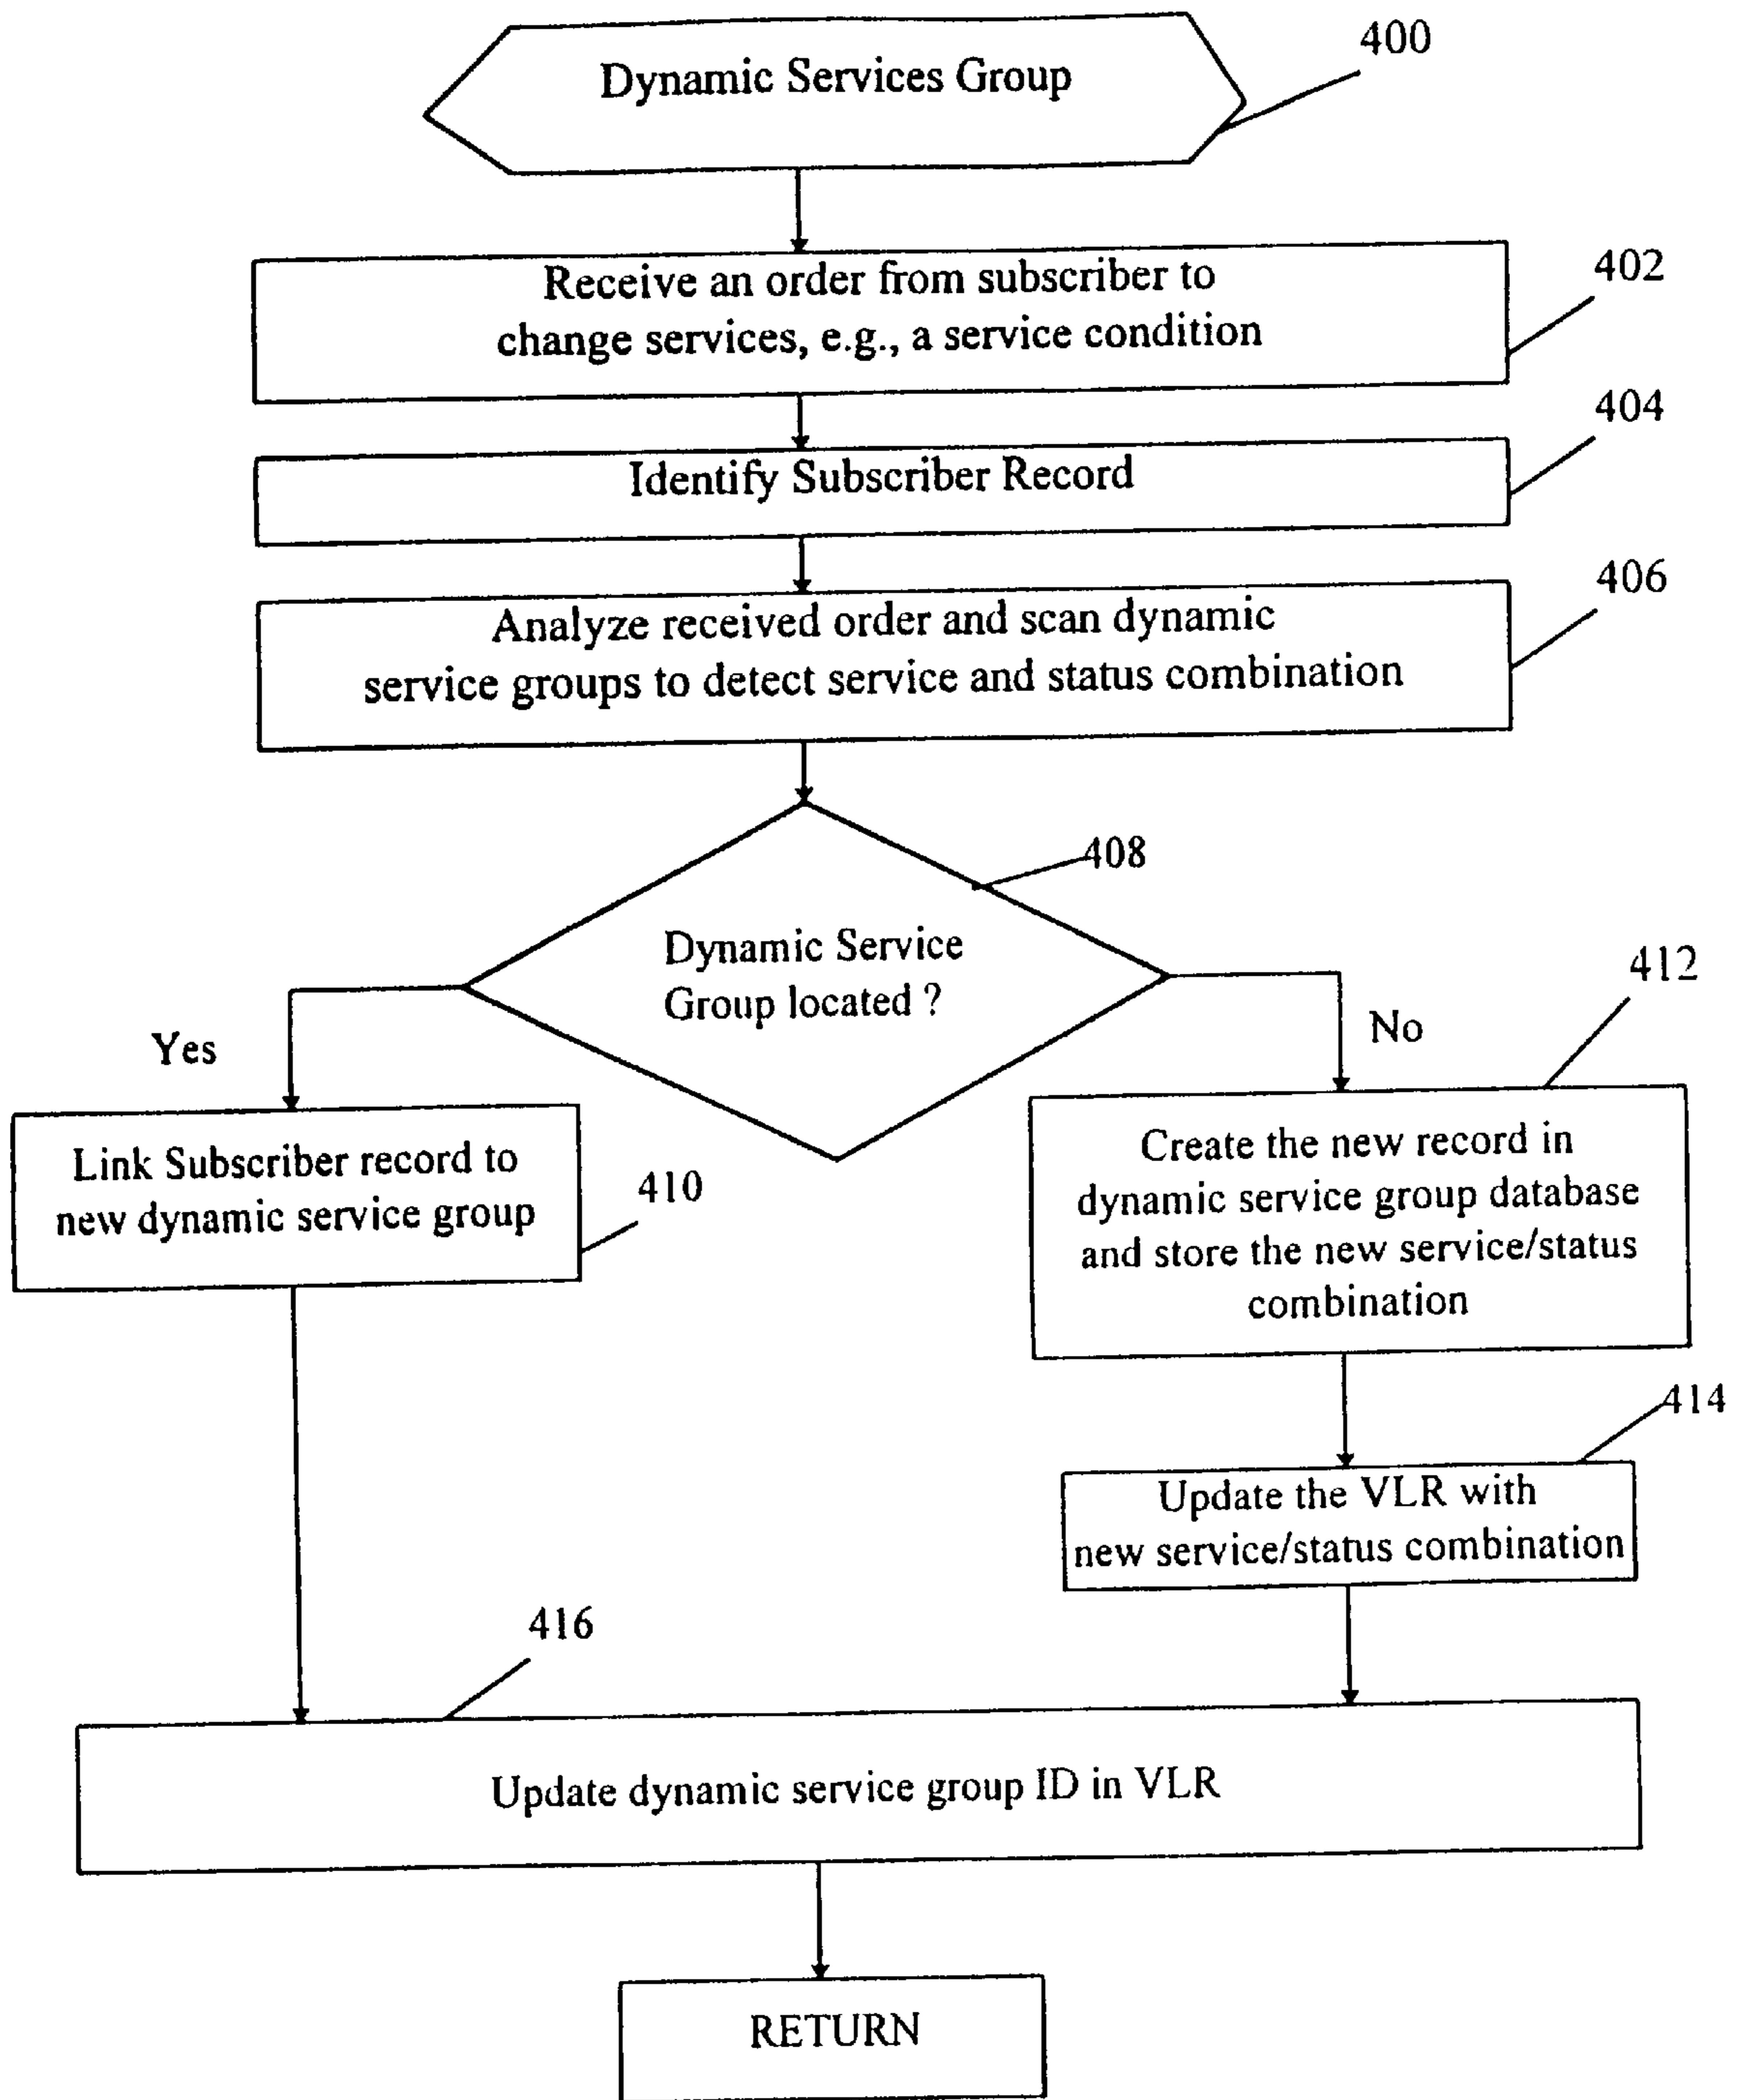 Dynamic Services Group
400
Receive an order from subscriber to
change services, e.g., a service condition
402
Identify Subscriber Record
404
Analyze received order and scan dynamic
service groups to detect service and status combination
406
408
Dynamic Service
Group located ?
Yes
No
412
Link Subscriber record to
new dynamic service group
410
Create the new record in
dynamic service group database
and store the new service/status
combination
414
Update the VLR with
new service/status combination
416
Update dynamic service group ID in VLR
RETURN